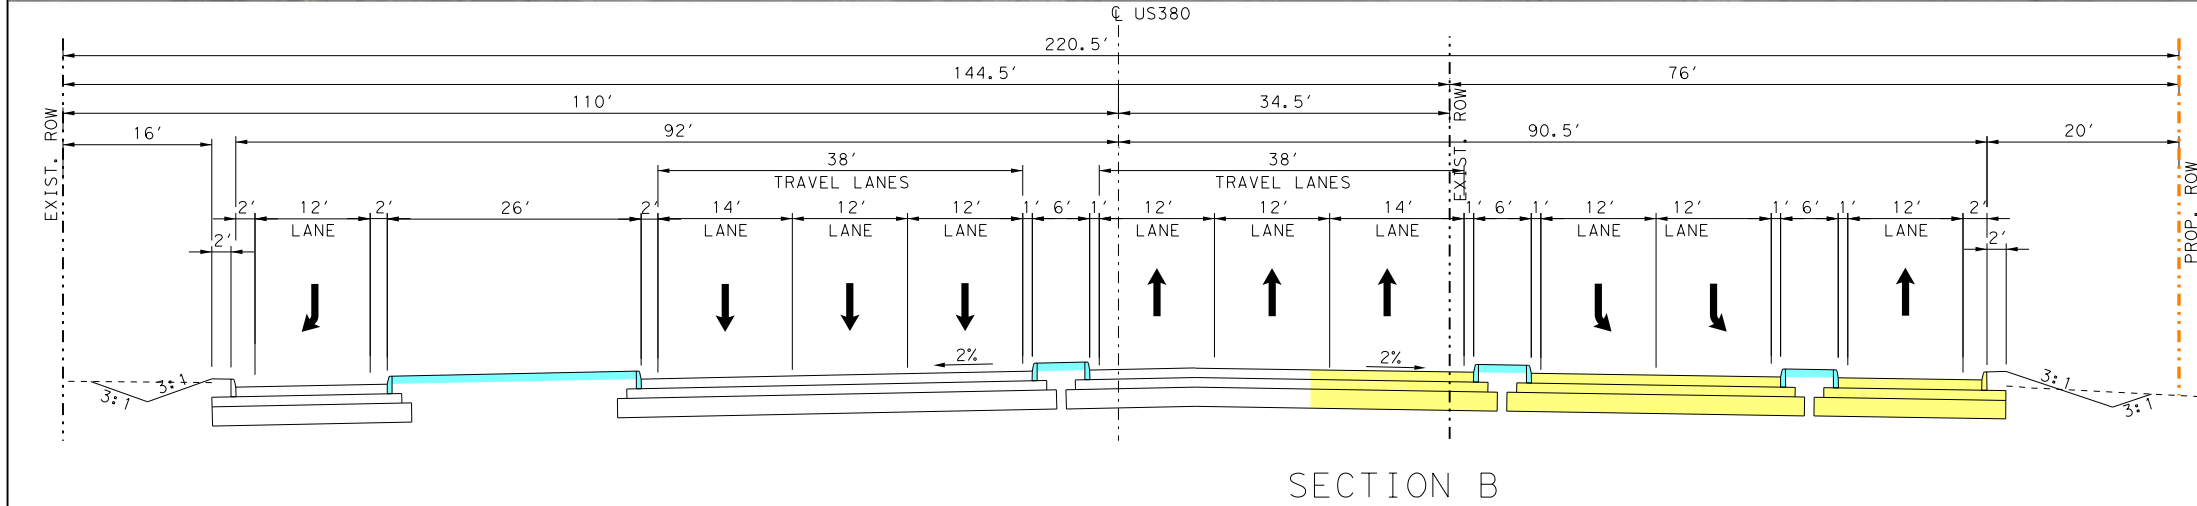 ℄ US380
220.5′
144.5′ 76′
110′ 34.5′
16′ 92′ 90.5′ 20′
38′ 38′
TRAVEL LANES TRAVEL LANES
2′ 12′ 2′ 26′ 2′ 14′ 12′ 12′ 1′ 6′ 1′ 12′ 12′ 14′ 1′ 6′ 1′ 12′ 12′ 1′ 6′ 1′ 12′ 2′
LANE LANE LANE LANE LANE LANE LANE LANE LANE LANE
2′ 2′
EXIST. ROW
EXIST. ROW
PROP. ROW
2% 2%
3:1 3:1 3:1 3:1
SECTION B